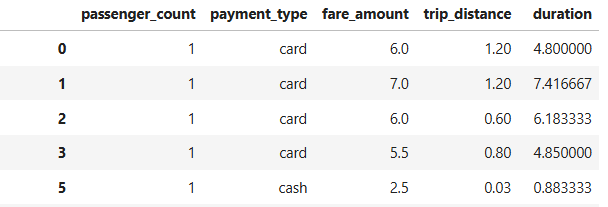 passenger_count payment_type fare_amount trip_distance duration
0 1 card 6.0 1.20 4.800000
1 1 card 7.0 1.20 7.416667
2 1 card 6.0 0.60 6.183333
3 1 card 5.5 0.80 4.850000
5 1 cash 2.5 0.03 0.883333